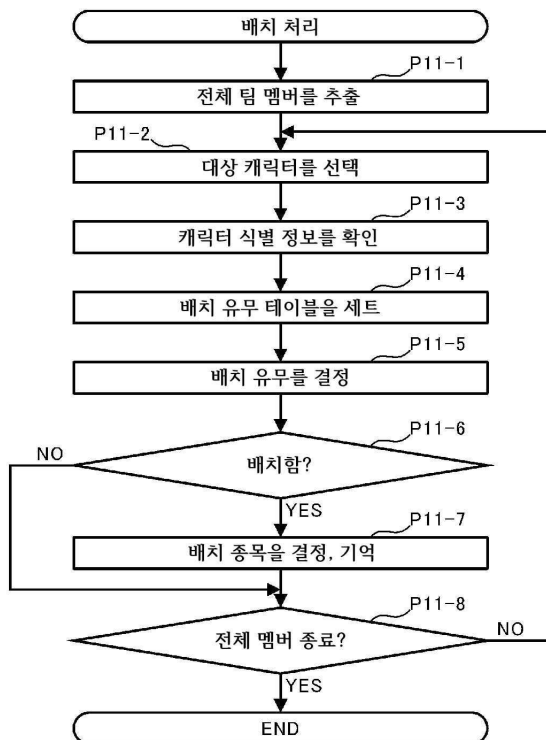 배치 처리
P11-1
전체 팀 멤버를 추출
P11-2
대상 캐릭터를 선택
P11-3
캐릭터 식별 정보를 확인
P11-4
배치 유무 테이블을 세트
P11-5
배치 유무를 결정
P11-6
NO
배치함?
YES
P11-7
배치 종목을 결정, 기억
P11-8
전체 멤버 종료?
NO
YES
END